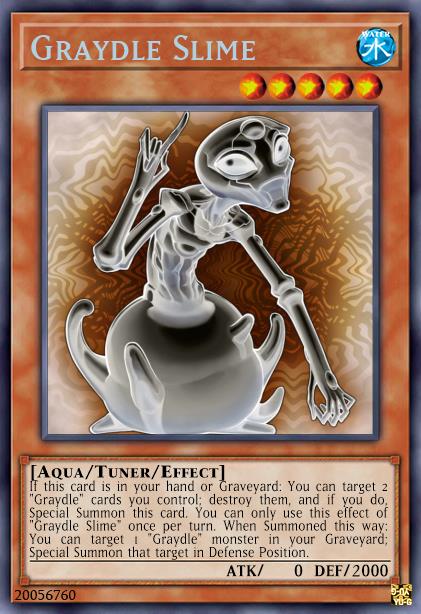 Graydle Slime
WATER
水
[Aqua/Tuner/Effect]
If this card is in your hand or Graveyard: You can target 2
"Graydle" cards you control; destroy them, and if you do,
Special Summon this card. You can only use this effect of
"Graydle Slime" once per turn. When Summoned this way:
You can target 1 "Graydle" monster in your Graveyard;
Special Summon that target in Defense Position.
ATK/ 0 DEF/2000
20056760